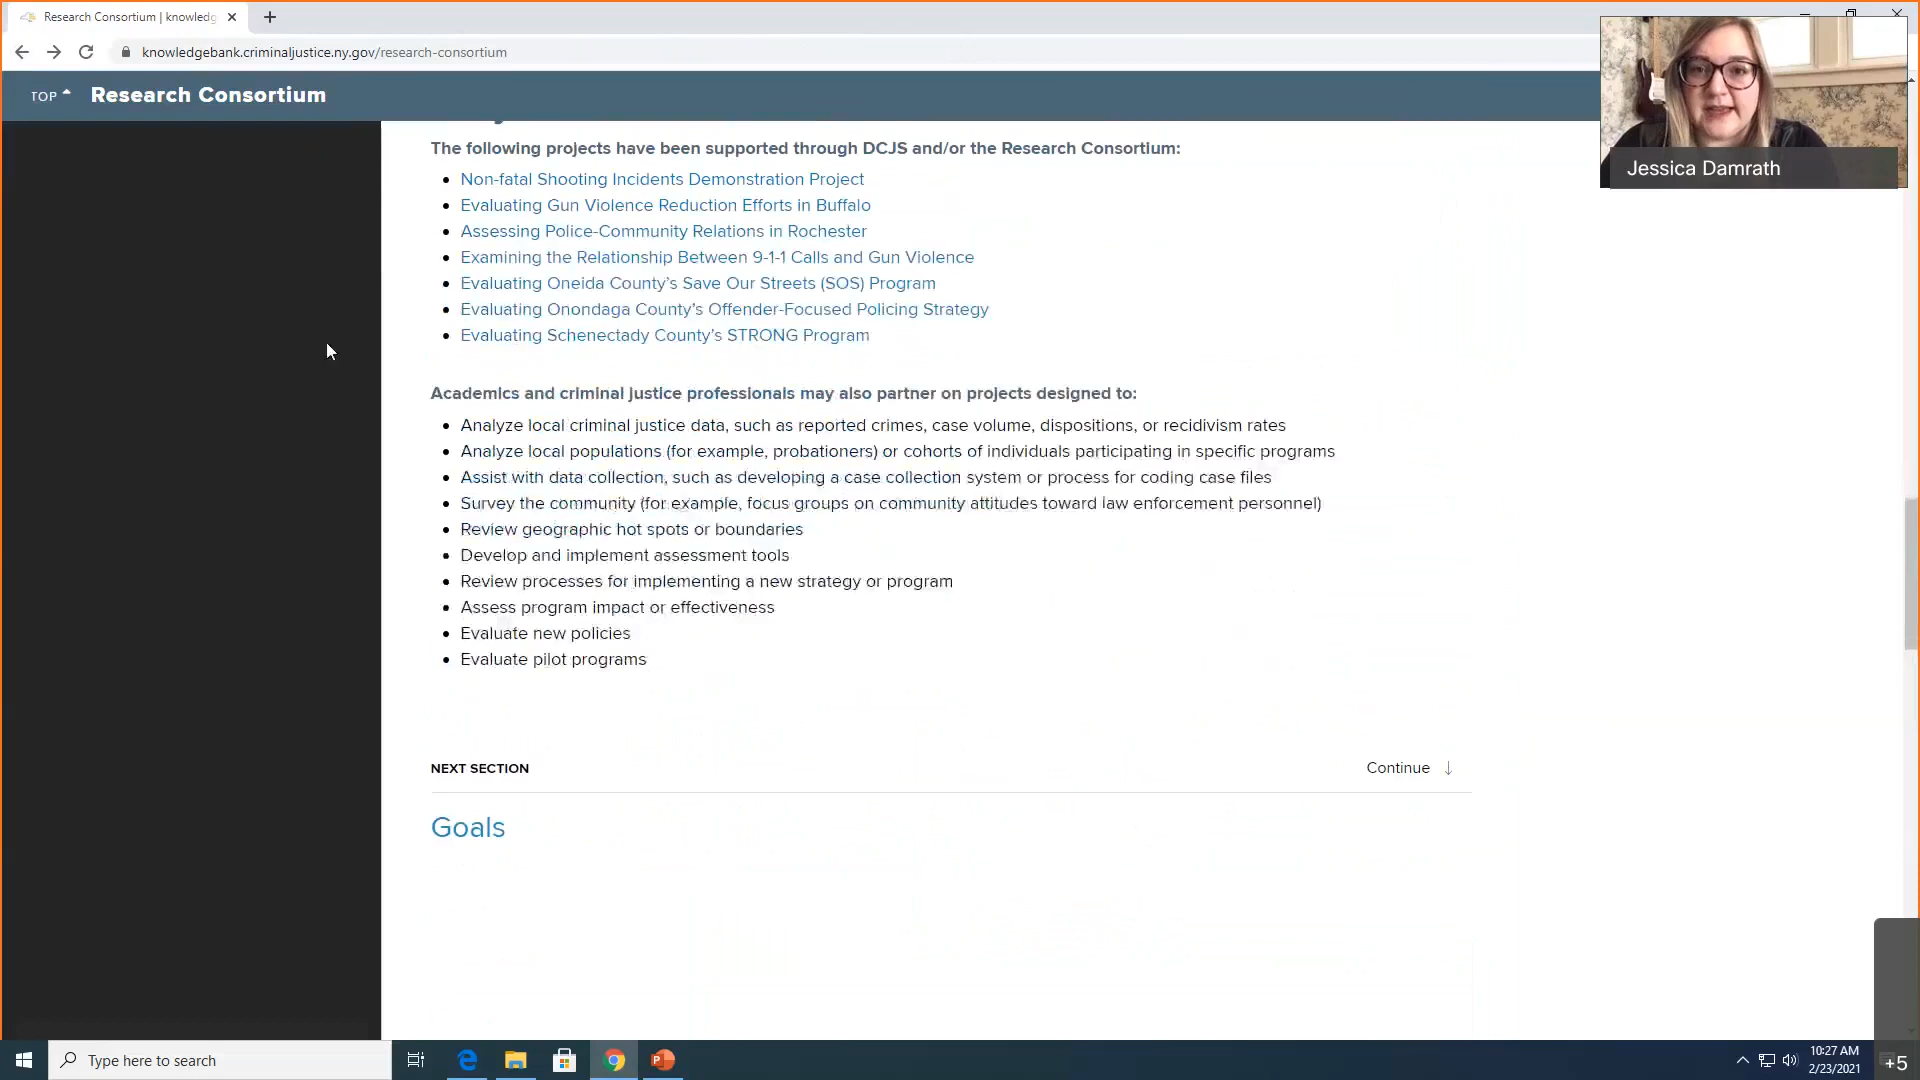 Research Consortium | knowledg
knowledgebank.criminaljustice.ny.gov/research-consortium
TOP Research Consortium
Jessica Damrath
The following projects have been supported through DCJS and/or the Research Consortium:
Non-fatal Shooting Incidents Demonstration Project
Evaluating Gun Violence Reduction Efforts in Buffalo
Assessing Police-Community Relations in Rochester
Examining the Relationship Between 9-1-1 Calls and Gun Violence
Evaluating Oneida County’s Save Our Streets (SOS) Program
Evaluating Onondaga County’s Offender-Focused Policing Strategy
Evaluating Schenectady County’s STRONG Program
Academics and criminal justice professionals may also partner on projects designed to:
Analyze local criminal justice data, such as reported crimes, case volume, dispositions, or recidivism rates
Analyze local populations (for example, probationers) or cohorts of individuals participating in specific programs
Assist with data collection, such as developing a case collection system or process for coding case files
Survey the community (for example, focus groups on community attitudes toward law enforcement personnel)
Review geographic hot spots or boundaries
Develop and implement assessment tools
Review processes for implementing a new strategy or program
Assess program impact or effectiveness
Evaluate new policies
Evaluate pilot programs
NEXT SECTION Continue ↓
Goals
Type here to search
10:27 AM
2/23/2021
+5